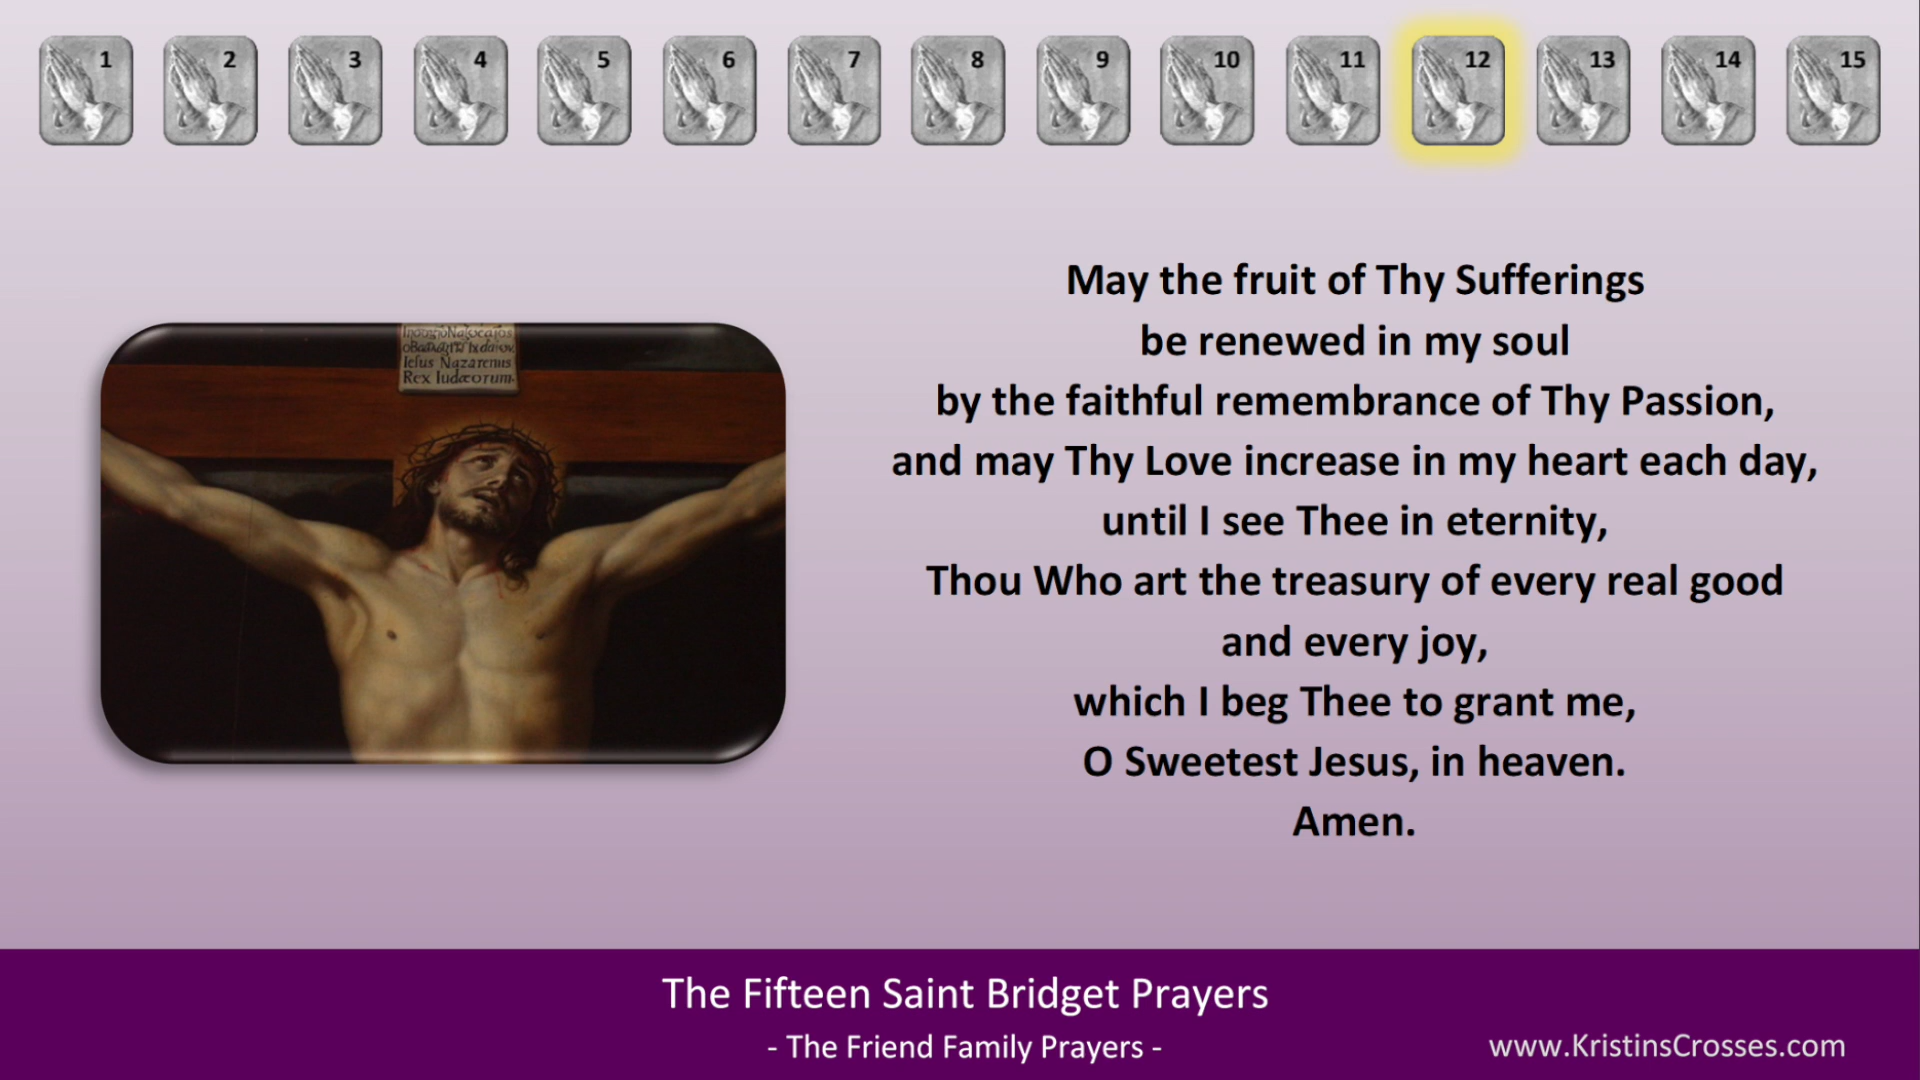 1 2 3 4 5 6 7 8 9 10 11 12 13 14 15
Iesus Nazarenus
Rex Iudæorum.
May the fruit of Thy Sufferings
be renewed in my soul
by the faithful remembrance of Thy Passion,
and may Thy Love increase in my heart each day,
until I see Thee in eternity,
Thou Who art the treasury of every real good
and every joy,
which I beg Thee to grant me,
O Sweetest Jesus, in heaven.
Amen.
The Fifteen Saint Bridget Prayers
- The Friend Family Prayers -
www.KristinsCrosses.com